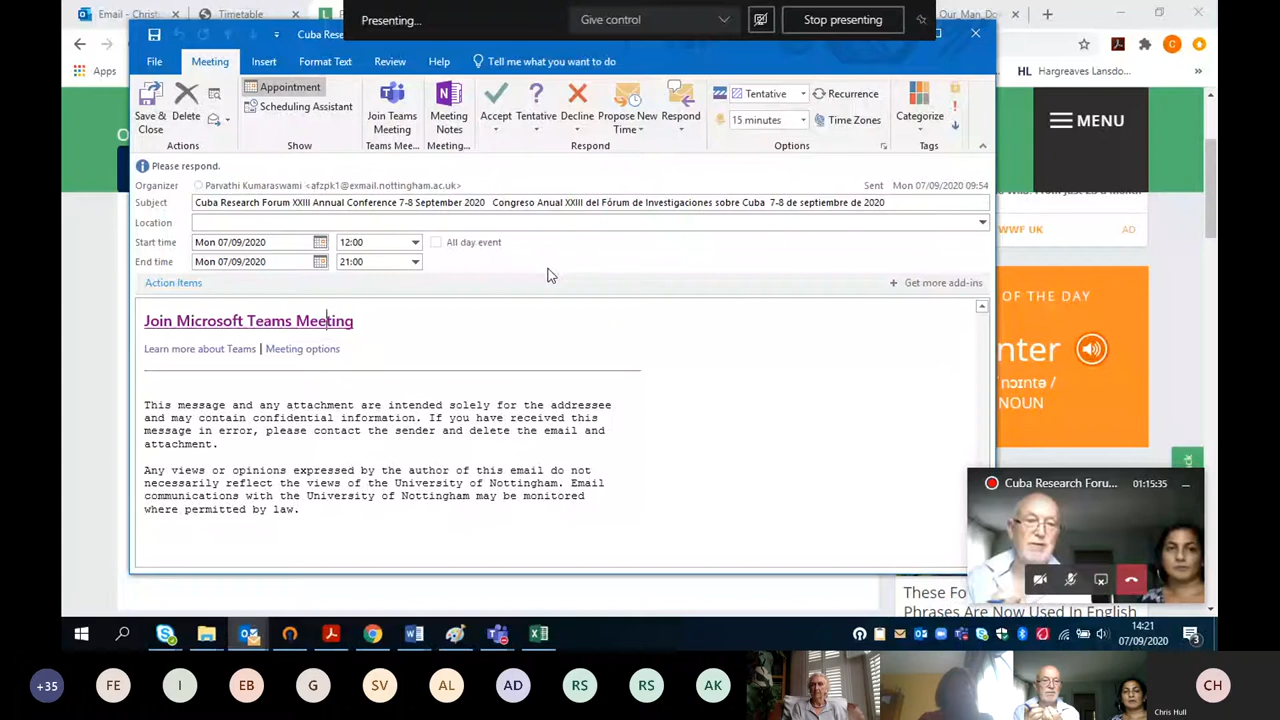 Email - Christ
Timetable
Our_Man_Do
Presenting...
Give control
Stop presenting
Cuba Rese
Apps
HL Hargreaves Lansdo...
File Meeting Insert Format Text Review Help Tell me what you want to do
Save & Close
Delete
Actions
Appointment
Scheduling Assistant
Show
Join Teams Meeting
Teams Mee...
Meeting Notes
Meeting...
Accept
Tentative
Decline
Propose New Time
Respond
Respond
Tentative
Recurrence
15 minutes
Time Zones
Options
Categorize
Tags
MENU
Please respond.
Organizer Parvathi Kumaraswami <afzpk1@exmail.nottingham.ac.uk> Sent Mon 07/09/2020 09:54
Subject Cuba Research Forum XXIII Annual Conference 7-8 September 2020 Congreso Anual XXIII del Fórum de Investigaciones sobre Cuba 7-8 de septiembre de 2020
Location
Start time Mon 07/09/2020 12:00 All day event
End time Mon 07/09/2020 21:00
Action Items
Get more add-ins
WWF UK
AD
OF THE DAY
nter
/ˈnɔɪntə/
NOUN
Join Microsoft Teams Meeting
Learn more about Teams | Meeting options
This message and any attachment are intended solely for the addressee
and may contain confidential information. If you have received this
message in error, please contact the sender and delete the email and
attachment.
Any views or opinions expressed by the author of this email do not
necessarily reflect the views of the University of Nottingham. Email
communications with the University of Nottingham may be monitored
where permitted by law.
Cuba Research Foru... 01:15:35
These Fo
Phrases Are Now Used In English
14:21
07/09/2020
3
+35 FE I EB G SV AL AD RS RS AK
Chris Hull
CH